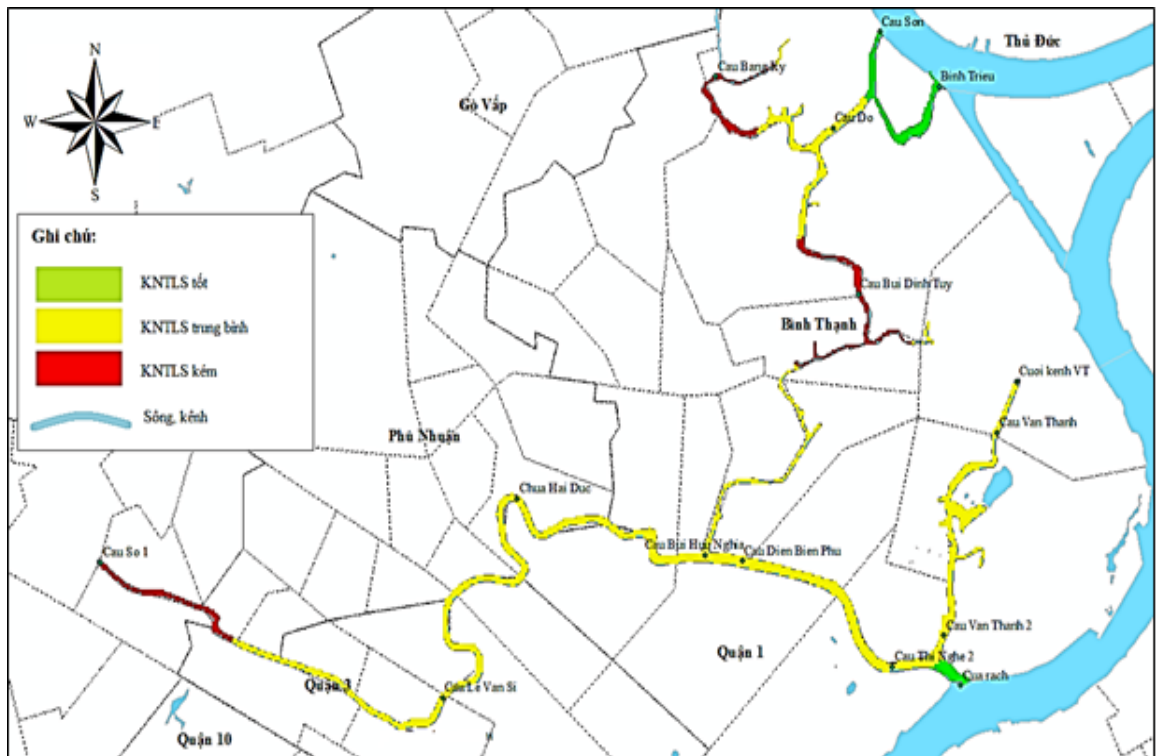 Cau Son
Thủ Đức
N
Cau Bang Ky
Binh Trieu
Gò Vấp
W
E
Cau Do
S
Ghi chú:
KNTLS tốt
KNTLS trung bình
KNTLS kém
Sông, kênh
Cau Bui Dinh Tuy
Bình Thạnh
Cuoi kenh VT
Cau Van Thanh
Phú Nhuận
Chua Hai Duc
Cau So 1
Cau Bui Huu Nghia
Cau Dien Bien Phu
Cau Van Thanh 2
Quận 1
Cau Thi Nghe 2
Cua rach
Quận 3
Cau Le Van Si
Quận 10